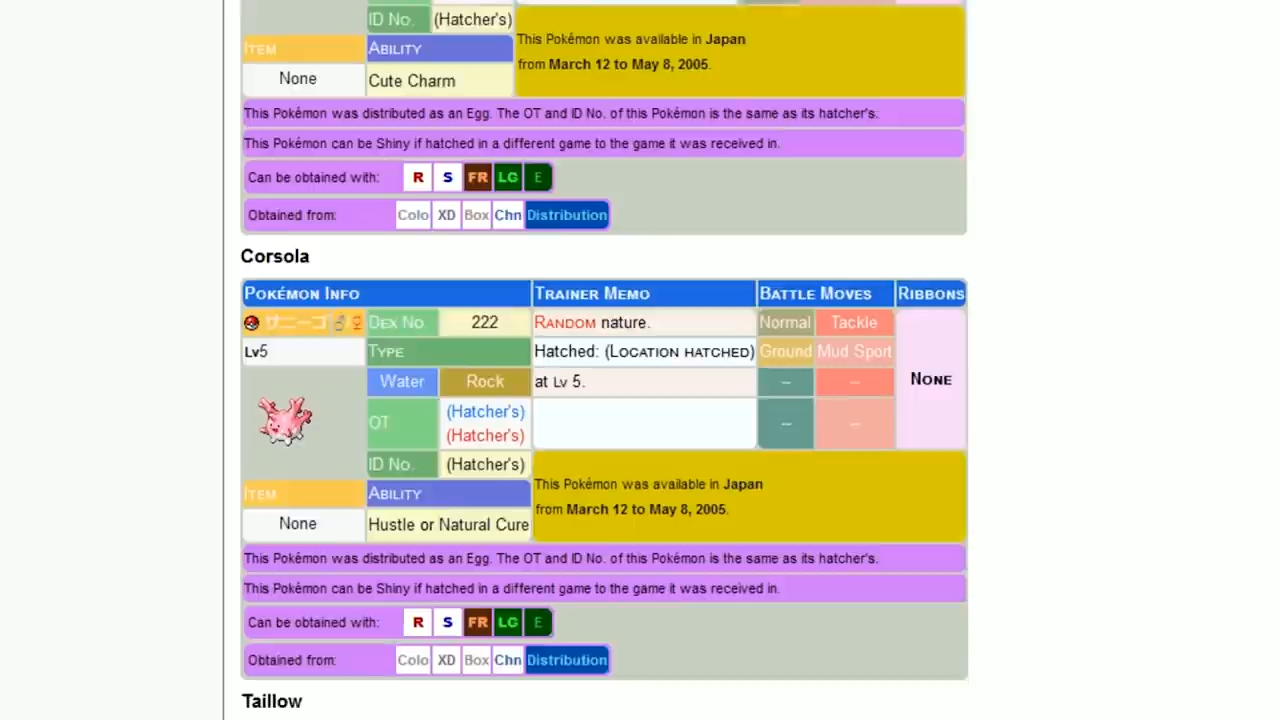 ID No. (Hatcher's)
This Pokémon was available in Japan
from March 12 to May 8, 2005.
Item Ability
None Cute Charm
This Pokémon was distributed as an Egg. The OT and ID No. of this Pokémon is the same as its hatcher's.
This Pokémon can be Shiny if hatched in a different game to the game it was received in.
Can be obtained with: R S FR LG E
Obtained from: Colo XD Box Chn Distribution
Corsola
Pokémon Info Trainer Memo Battle Moves Ribbons
サニーゴ ♂ ♀ Dex No. 222 Random nature. Normal Tackle
Lv5 Type Hatched: (Location hatched) Ground Mud Sport
None
Water Rock at Lv 5. – –
OT (Hatcher's)
(Hatcher's)
– –
ID No. (Hatcher's)
This Pokémon was available in Japan
from March 12 to May 8, 2005.
Item Ability
None Hustle or Natural Cure
This Pokémon was distributed as an Egg. The OT and ID No. of this Pokémon is the same as its hatcher's.
This Pokémon can be Shiny if hatched in a different game to the game it was received in.
Can be obtained with: R S FR LG E
Obtained from: Colo XD Box Chn Distribution
Taillow